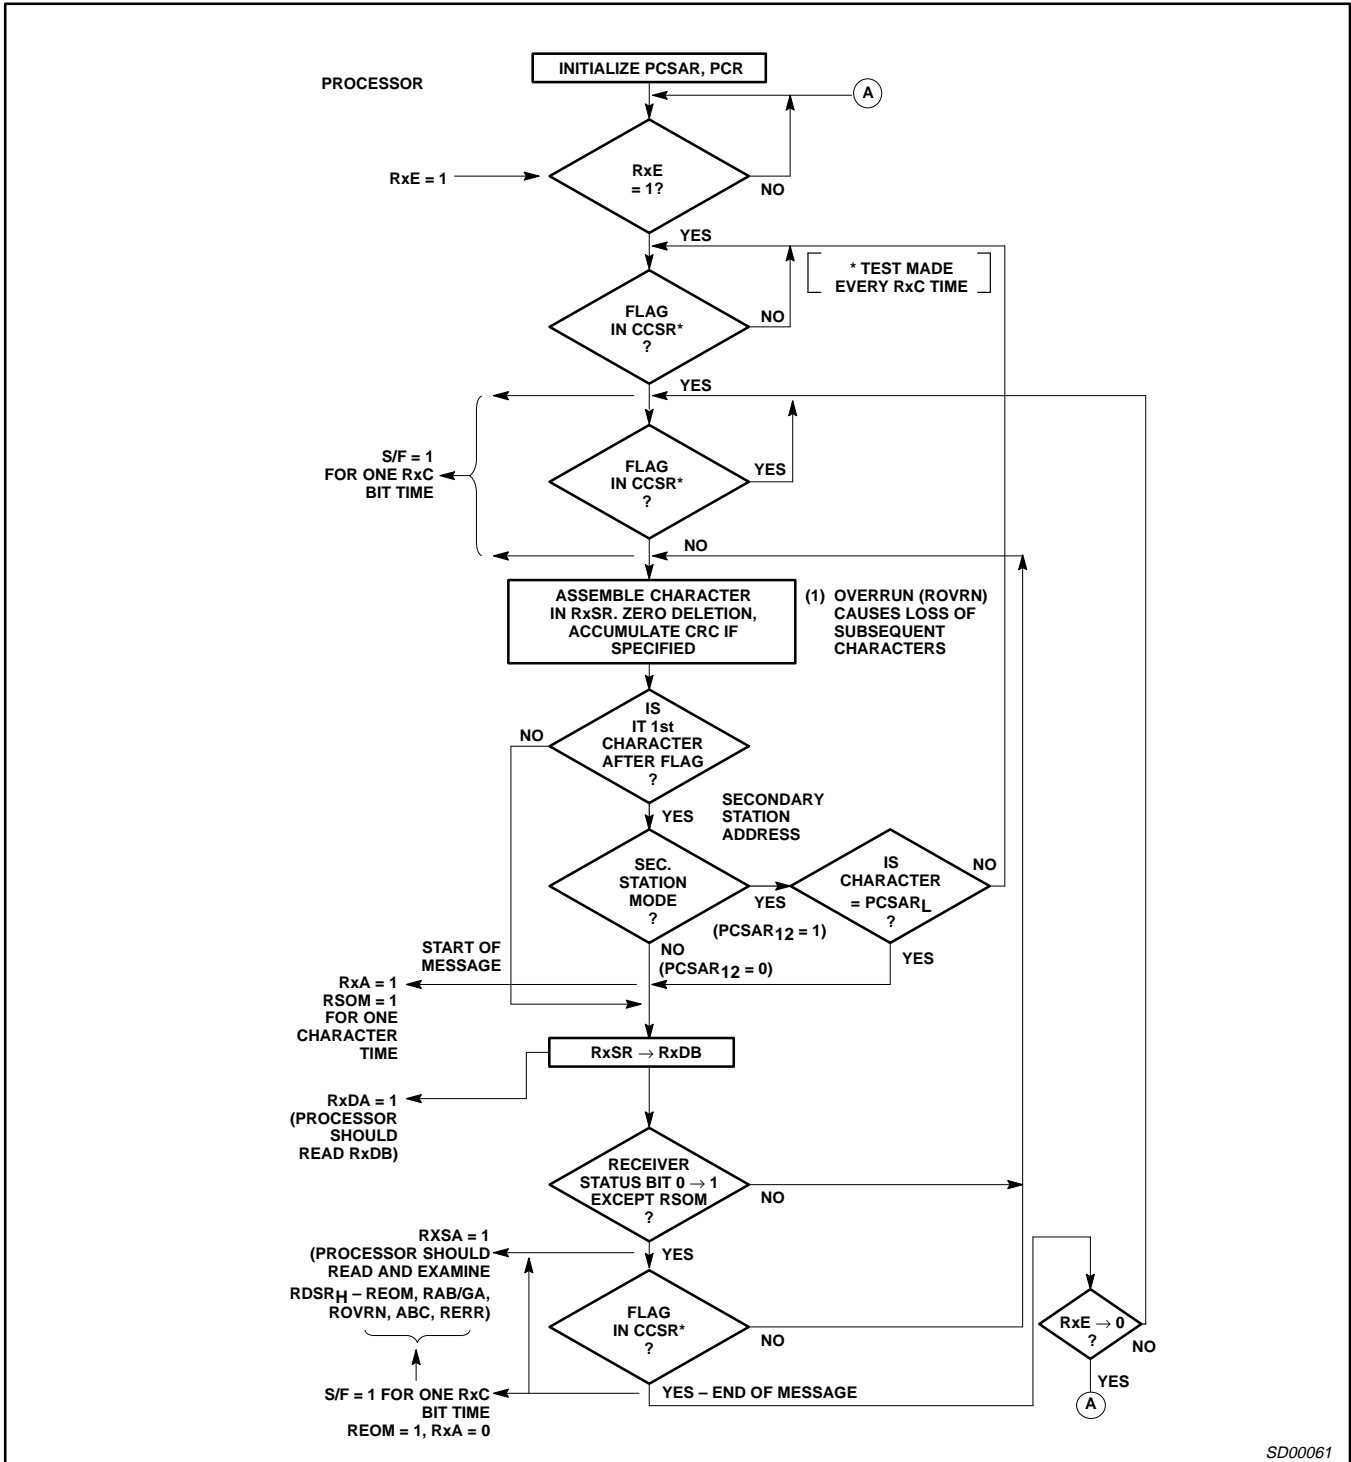 INITIALIZE PCSAR, PCR
PROCESSOR
A
RxE
= 1?
RxE = 1
NO
YES
* TEST MADE
EVERY RxC TIME
FLAG
IN CCSR*
?
NO
YES
S/F = 1
FOR ONE RxC
BIT TIME
FLAG
IN CCSR*
?
YES
NO
ASSEMBLE CHARACTER
IN RxSR. ZERO DELETION,
ACCUMULATE CRC IF
SPECIFIED
(1) OVERRUN (ROVRN)
CAUSES LOSS OF
SUBSEQUENT
CHARACTERS
IS
IT 1st
CHARACTER
AFTER FLAG
?
NO
YES
SECONDARY
STATION
ADDRESS
SEC.
STATION
MODE
?
YES
(PCSAR12 = 1)
IS
CHARACTER
= PCSARL
?
NO
YES
NO
(PCSAR12 = 0)
START OF
MESSAGE
RxA = 1
RSOM = 1
FOR ONE
CHARACTER
TIME
RxSR → RxDB
RxDA = 1
(PROCESSOR
SHOULD
READ RxDB)
RECEIVER
STATUS BIT 0 → 1
EXCEPT RSOM
?
NO
YES
RXSA = 1
(PROCESSOR SHOULD
READ AND EXAMINE
RDSRH – REOM, RAB/GA,
ROVRN, ABC, RERR)
FLAG
IN CCSR*
?
NO
RxE → 0
?
NO
YES
A
YES – END OF MESSAGE
S/F = 1 FOR ONE RxC
BIT TIME
REOM = 1, RxA = 0
SD00061